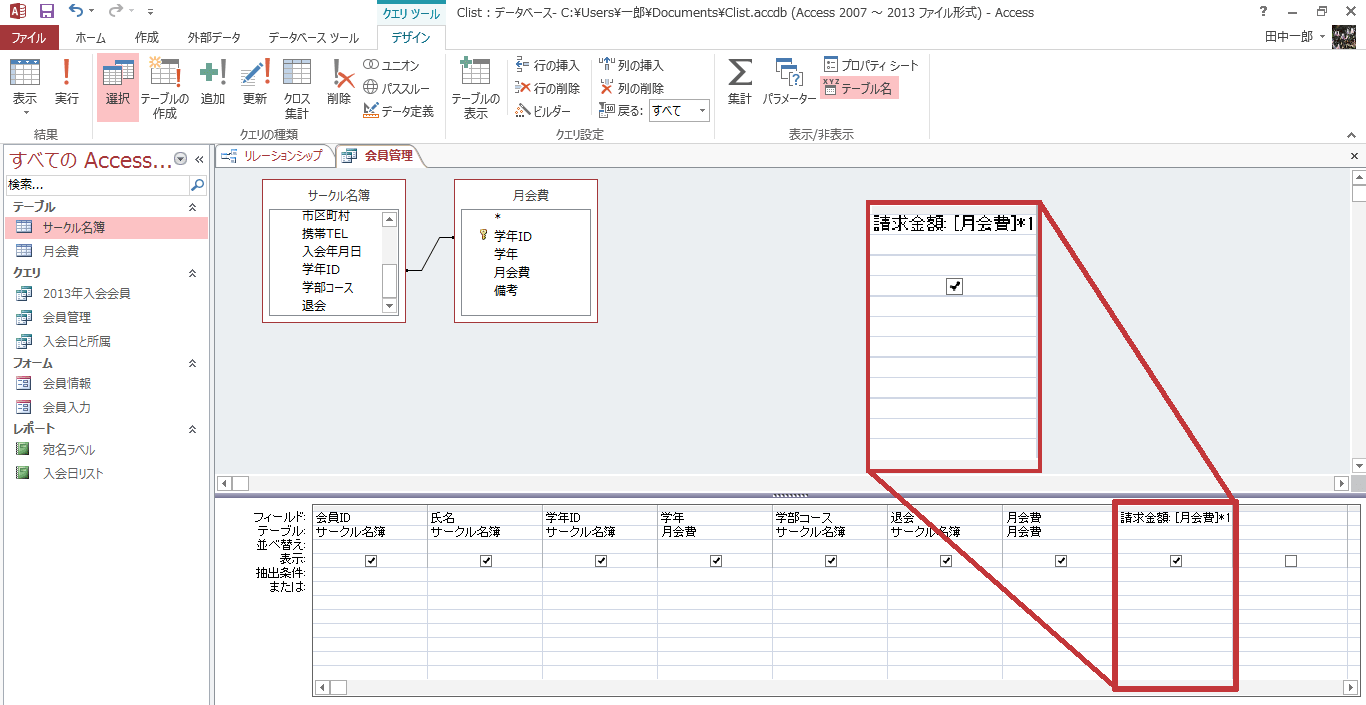 クエリ ツール
Clist : データベース- C:¥Users¥一郎¥Documents¥Clist.accdb (Access 2007 ～ 2013 ファイル形式) - Access
?
ファイル
ホーム
作成
外部データ
データベース ツール
デザイン
田中一郎
表示
実行
選択
テーブルの
作成
追加
更新
クロス
集計
削除
ユニオン
パススルー
データ定義
テーブルの
表示
行の挿入
行の削除
ビルダー
列の挿入
列の削除
戻る:
すべて
集計
パラメーター
プロパティ シート
XYZ
テーブル名
結果
クエリの種類
クエリ設定
表示/非表示
すべての Access...
検索...
テーブル
サークル名簿
月会費
クエリ
2013年入会会員
会員管理
入会日と所属
フォーム
会員情報
会員入力
レポート
宛名ラベル
入会日リスト
リレーションシップ
会員管理
サークル名簿
市区町村
携帯TEL
入会年月日
学年ID
学部コース
退会
月会費
*
学年ID
学年
月会費
備考
請求金額: [月会費]*1
フィールド: 会員ID 氏名 学年ID 学年 学部コース 退会 月会費 請求金額: [月会費]*1
テーブル: サークル名簿 サークル名簿 サークル名簿 月会費 サークル名簿 サークル名簿 月会費
並べ替え:
表示:
抽出条件:
または: